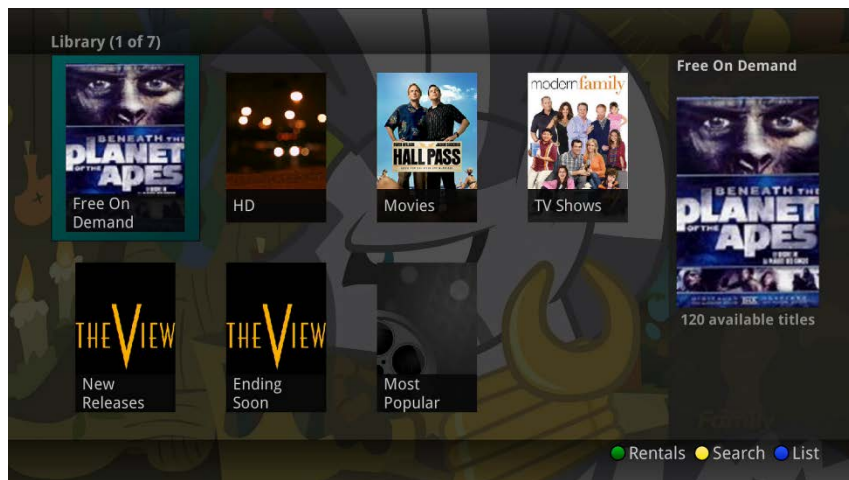 Library (1 of 7)
BENEATH THE
PLANET
OF THE
APES
Free On
Demand
HD
HALL PASS
Movies
modern family
TV Shows
Free On Demand
BENEATH THE
PLANET
OF THE
APES
120 available titles
THE VIEW
New
Releases
THE VIEW
Ending
Soon
Most
Popular
Family
Rentals
Search
List